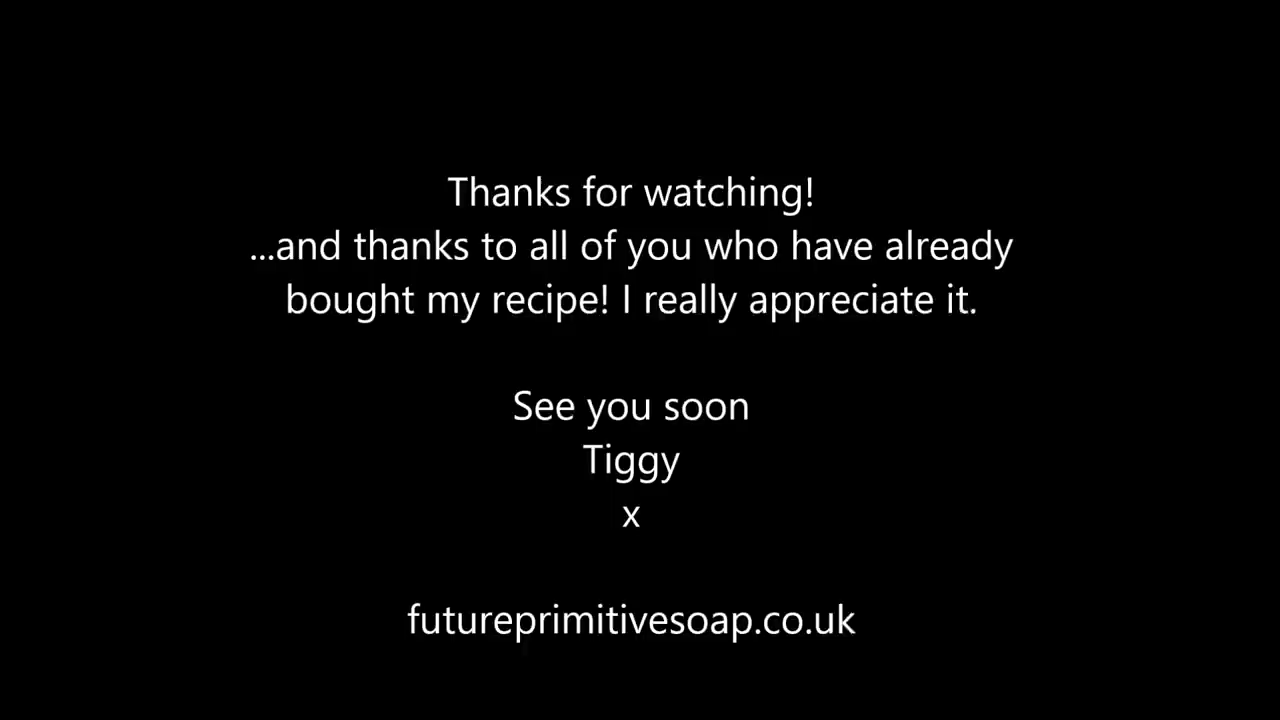 Thanks for watching!
...and thanks to all of you who have already
bought my recipe! I really appreciate it.
See you soon
Tiggy
x
futureprimitivesoap.co.uk